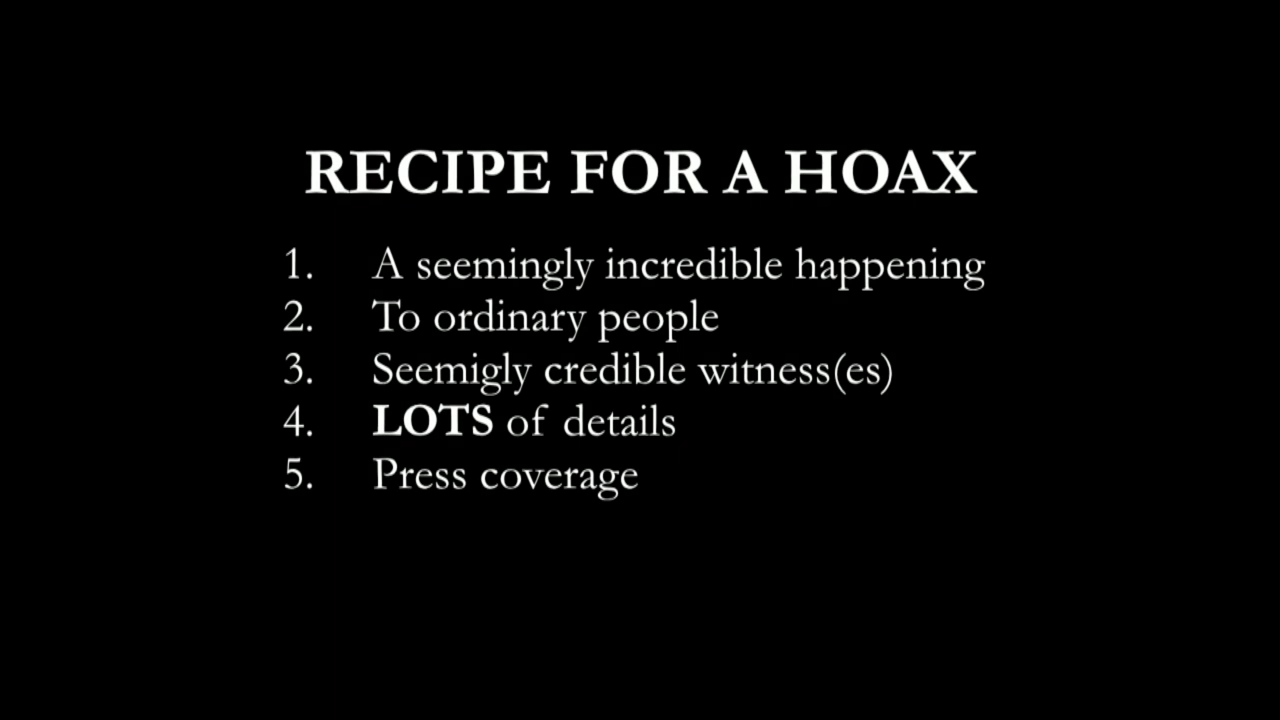 RECIPE FOR A HOAX
1. A seemingly incredible happening
2. To ordinary people
3. Seemigly credible witness(es)
4. LOTS of details
5. Press coverage